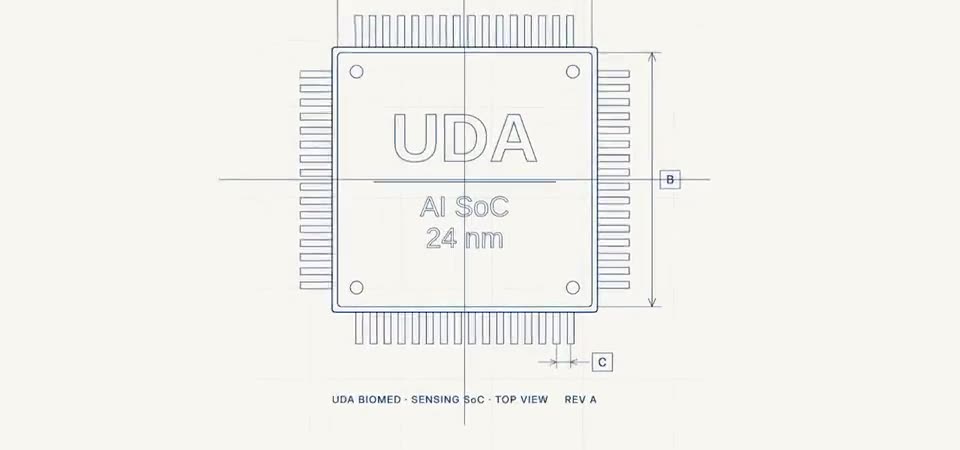 UDA
B
AI SoC
24 nm
C
UDA BIOMED · SENSING SoC · TOP VIEW REV A